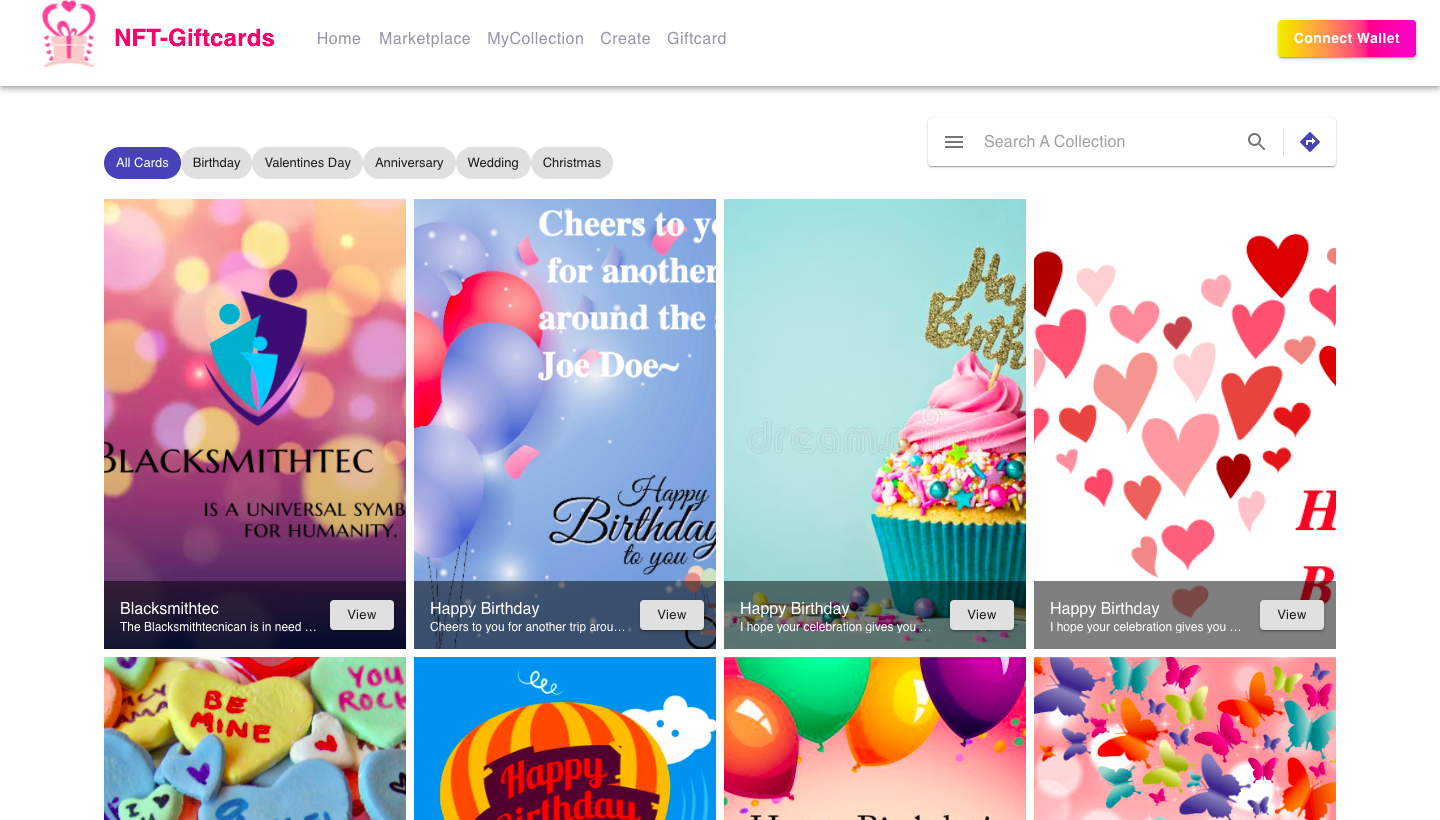 NFT-Giftcards
Home
Marketplace
MyCollection
Create
Giftcard
Connect Wallet
Search A Collection
All Cards
Birthday
Valentines Day
Anniversary
Wedding
Christmas
BLACKSMITHTEC
IS A UNIVERSAL SYMB
FOR HUMANITY.
Blacksmithtec
The Blacksmithtecnican is in need ...
View
Cheers to yo
for another
around the s
Joe Doe~
Happy
Birthday
to you
Happy Birthday
Cheers to you for another trip arou...
View
Hap
Birth
dreamstime
Happy Birthday
I hope your celebration gives you ...
View
H
B
Happy Birthday
I hope your celebration gives you ...
View
BE
MINE
YOU
ROCK
Happy
Birthday